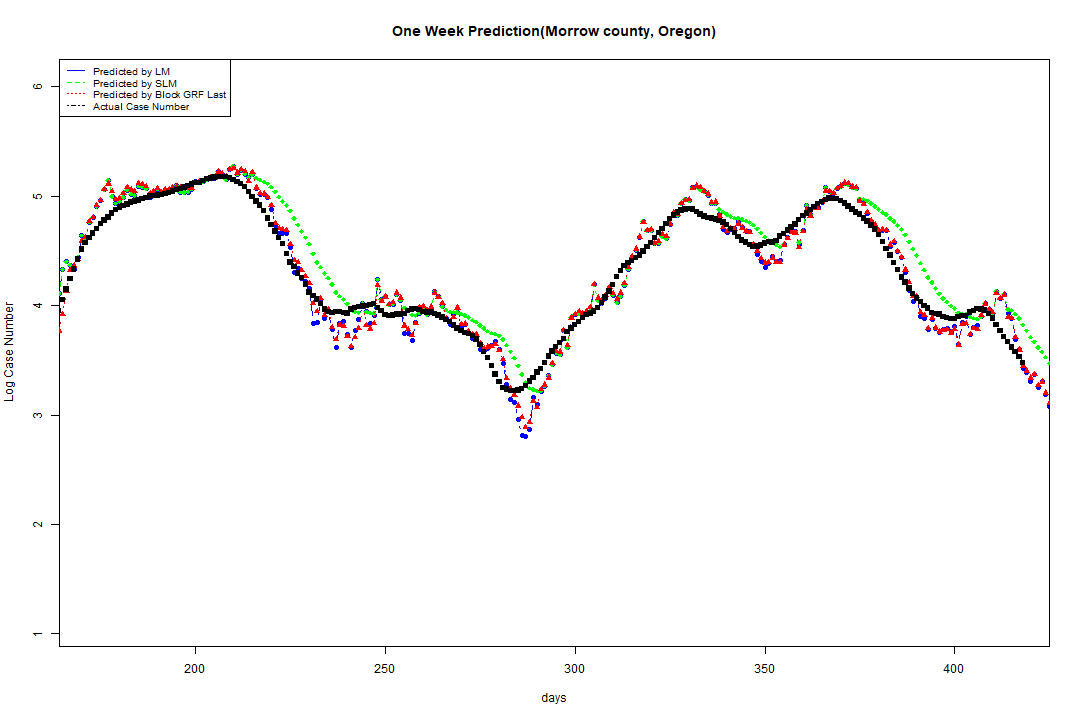 One Week Prediction(Morrow county, Oregon)
Predicted by LM
Predicted by SLM
Predicted by Block GRF Last
Actual Case Number
6
5
4
3
2
1
Log Case Number
200 250 300 350 400
days